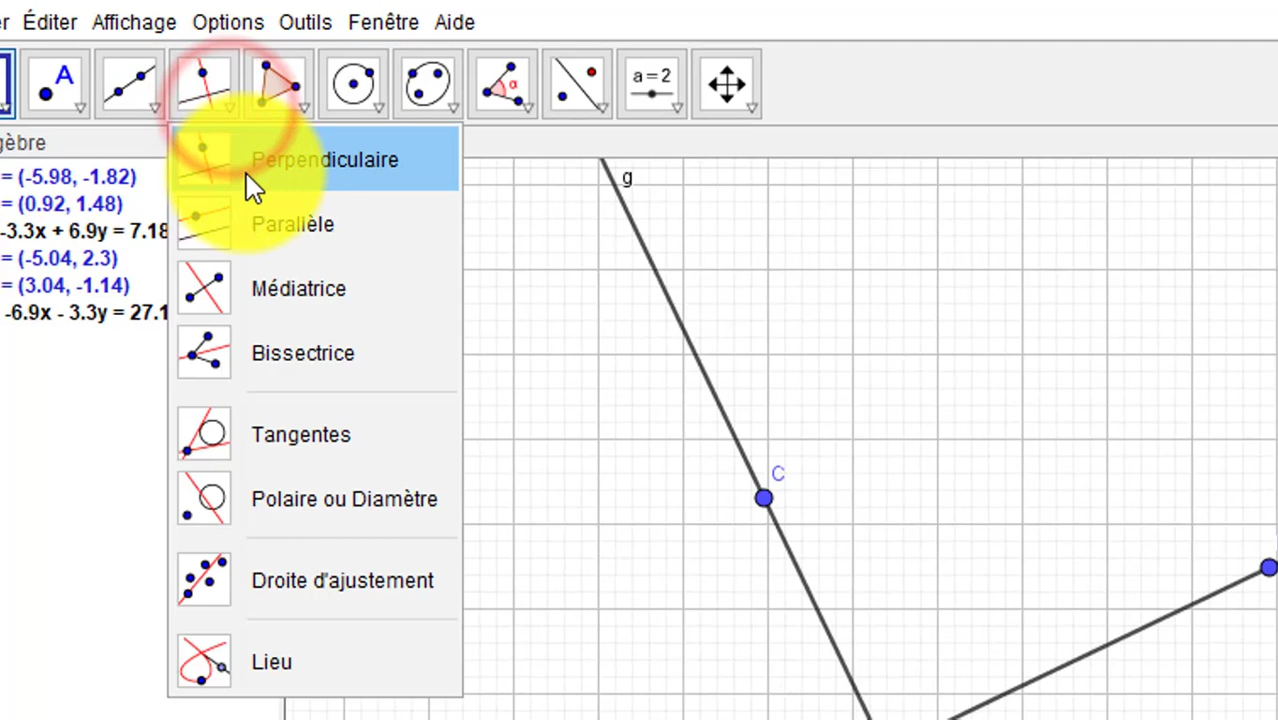 Éditer Affichage Options Outils Fenêtre Aide
A
α
a=2
= (-5.98, -1.82)
= (0.92, 1.48)
-3.3x + 6.9y = 7.18
= (-5.04, 2.3)
= (3.04, -1.14)
-6.9x - 3.3y = 27.1
Perpendiculaire
Parallèle
Médiatrice
Bissectrice
Tangentes
Polaire ou Diamètre
Droite d'ajustement
Lieu
g
C